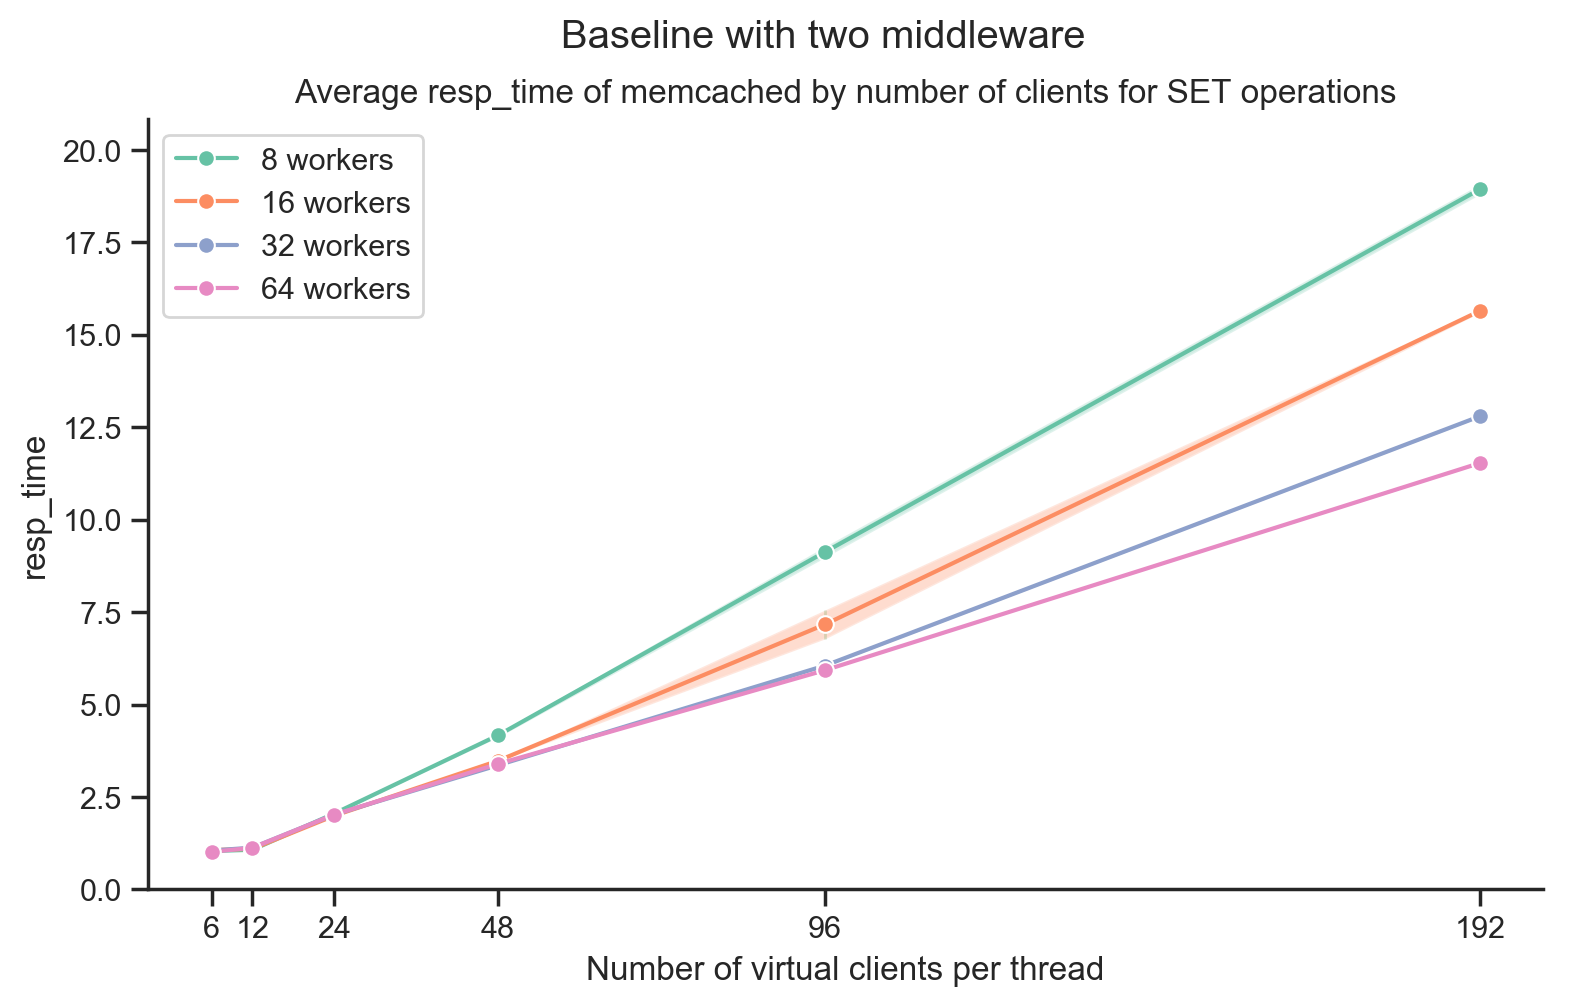 Baseline with two middleware
Average resp_time of memcached by number of clients for SET operations
8 workers
16 workers
32 workers
64 workers
20.0
17.5
15.0
12.5
10.0
7.5
5.0
2.5
0.0
resp_time
6 12 24 48 96 192
Number of virtual clients per thread